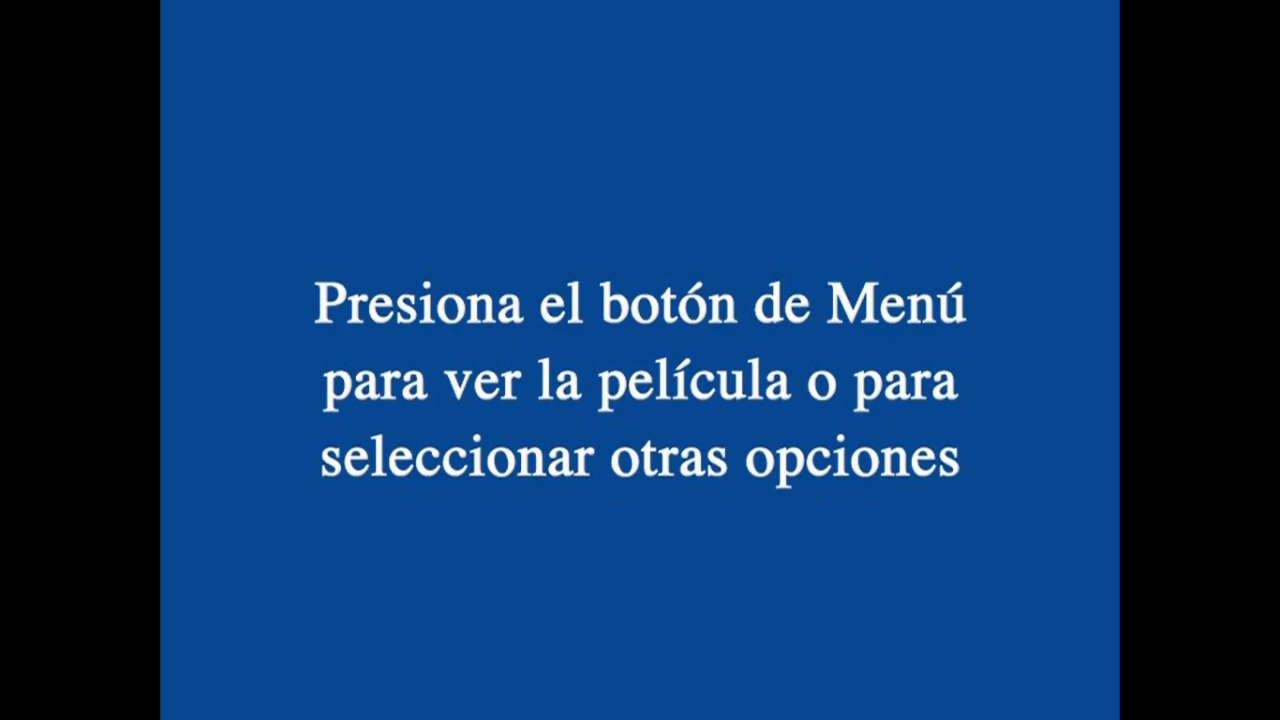 Presiona el botón de Menú
para ver la película o para
seleccionar otras opciones